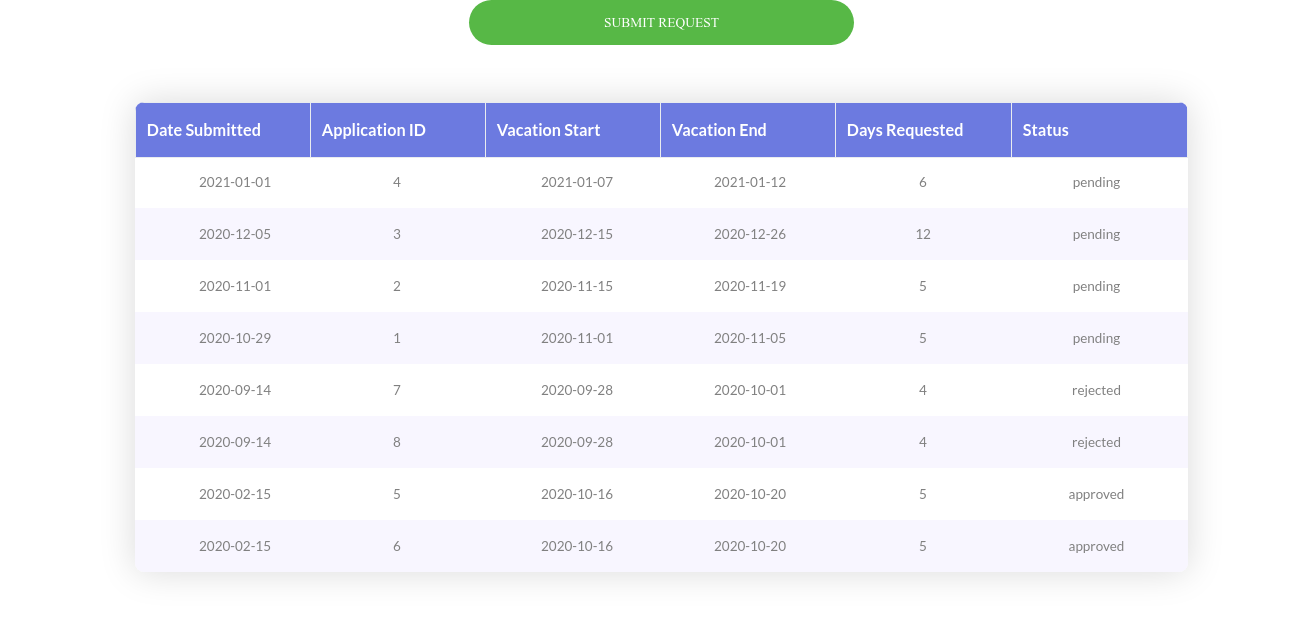 SUBMIT REQUEST
Date Submitted Application ID Vacation Start Vacation End Days Requested Status
2021-01-01 4 2021-01-07 2021-01-12 6 pending
2020-12-05 3 2020-12-15 2020-12-26 12 pending
2020-11-01 2 2020-11-15 2020-11-19 5 pending
2020-10-29 1 2020-11-01 2020-11-05 5 pending
2020-09-14 7 2020-09-28 2020-10-01 4 rejected
2020-09-14 8 2020-09-28 2020-10-01 4 rejected
2020-02-15 5 2020-10-16 2020-10-20 5 approved
2020-02-15 6 2020-10-16 2020-10-20 5 approved